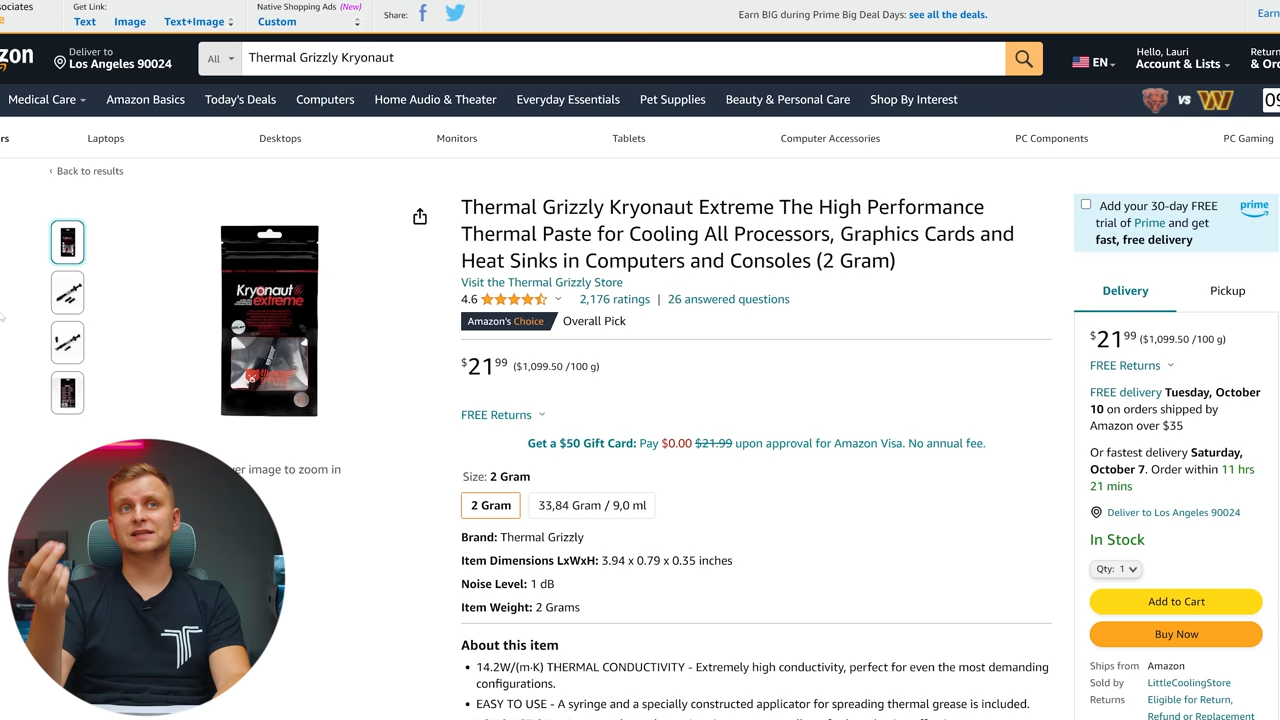 sociates
Get Link:
Native Shopping Ads (New)
Text
Image
Text+Image
Custom
Share:
Earn BIG during Prime Big Deal Days: see all the deals.
Earn
zon
Deliver to
Los Angeles 90024
All
Thermal Grizzly Kryonaut
EN
Hello, Lauri
Account & Lists
Retur
& Ord
Medical Care
Amazon Basics
Today's Deals
Computers
Home Audio & Theater
Everyday Essentials
Pet Supplies
Beauty & Personal Care
Shop By Interest
VS
09
rs
Laptops
Desktops
Monitors
Tablets
Computer Accessories
PC Components
PC Gaming
‹ Back to results
Kryonaut
extreme
Thermal Grizzly Kryonaut Extreme The High Performance
Thermal Paste for Cooling All Processors, Graphics Cards and
Heat Sinks in Computers and Consoles (2 Gram)
Visit the Thermal Grizzly Store
4.6
2,176 ratings | 26 answered questions
Amazon's Choice
Overall Pick
$21 99 ($1,099.50 /100 g)
FREE Returns
Get a $50 Gift Card: Pay $0.00 $21.99 upon approval for Amazon Visa. No annual fee.
ver image to zoom in
Size: 2 Gram
2 Gram
33,84 Gram / 9,0 ml
Brand: Thermal Grizzly
Item Dimensions LxWxH: 3.94 x 0.79 x 0.35 inches
Noise Level: 1 dB
Item Weight: 2 Grams
About this item
• 14.2W/(m·K) THERMAL CONDUCTIVITY - Extremely high conductivity, perfect for even the most demanding
configurations.
• EASY TO USE - A syringe and a specially constructed applicator for spreading thermal grease is included.
Add your 30-day FREE
trial of Prime and get
fast, free delivery
prime
Delivery
Pickup
$21 99 ($1,099.50 /100 g)
FREE Returns
FREE delivery Tuesday, October
10 on orders shipped by
Amazon over $35
Or fastest delivery Saturday,
October 7. Order within 11 hrs
21 mins
Deliver to Los Angeles 90024
In Stock
Qty: 1
Add to Cart
Buy Now
Ships from Amazon
Sold by LittleCoolingStore
Returns Eligible for Return,
Refund or Replacement